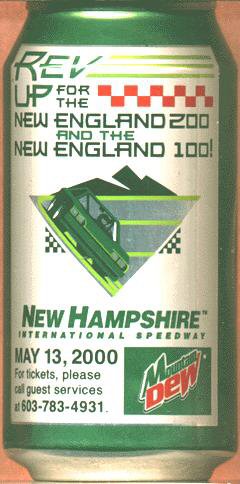 REV
UP FOR
THE
NEW ENGLAND 200
AND THE
NEW ENGLAND 100!
NEW HAMPSHIRE™
INTERNATIONAL SPEEDWAY
MAY 13, 2000
For tickets, please
call guest services
at 603-783-4931.
Mountain
DEW